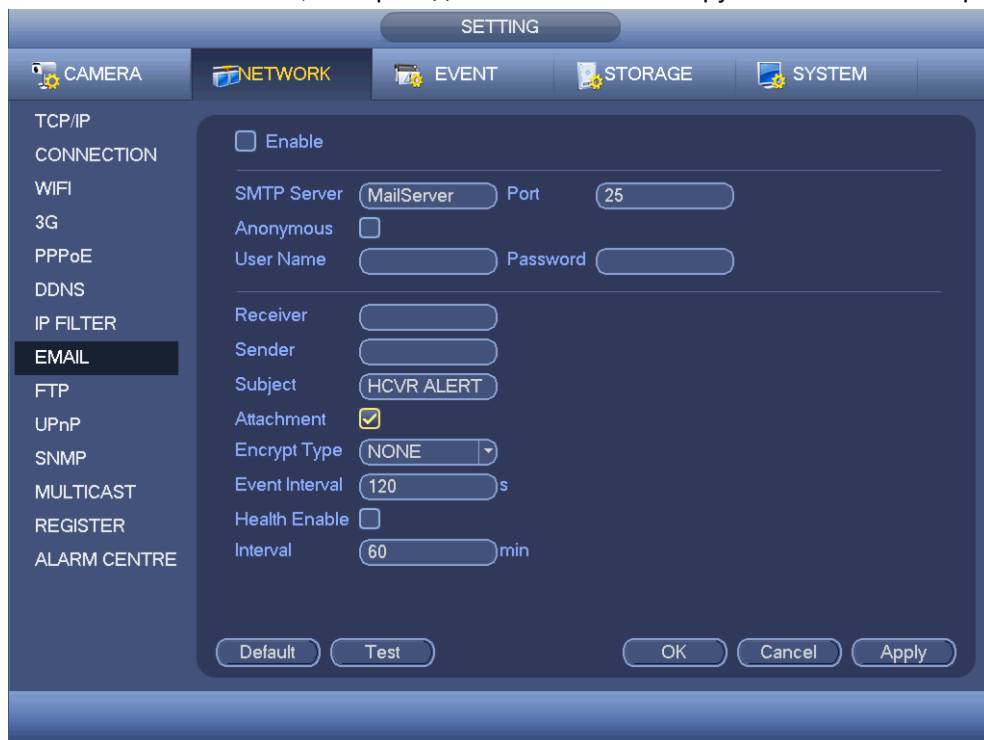 SETTING
CAMERA NETWORK EVENT STORAGE SYSTEM
TCP/IP
CONNECTION
WIFI
3G
PPPoE
DDNS
IP FILTER
EMAIL
FTP
UPnP
SNMP
MULTICAST
REGISTER
ALARM CENTRE
Enable
SMTP Server MailServer Port 25
Anonymous
User Name Password
Receiver
Sender
Subject HCVR ALERT
Attachment
Encrypt Type NONE
Event Interval 120 s
Health Enable
Interval 60 min
Default Test OK Cancel Apply